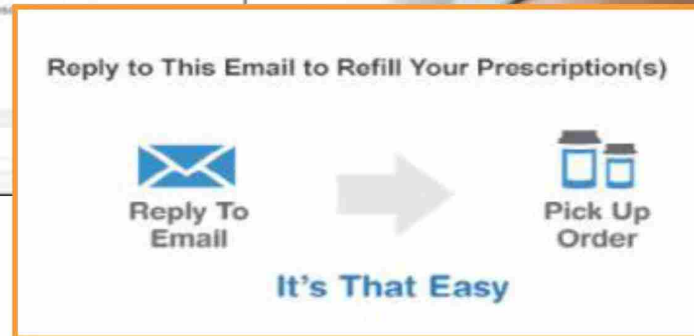 Reply to This Email to Refill Your Prescription(s)
Reply To
Email
Pick Up
Order
It's That Easy